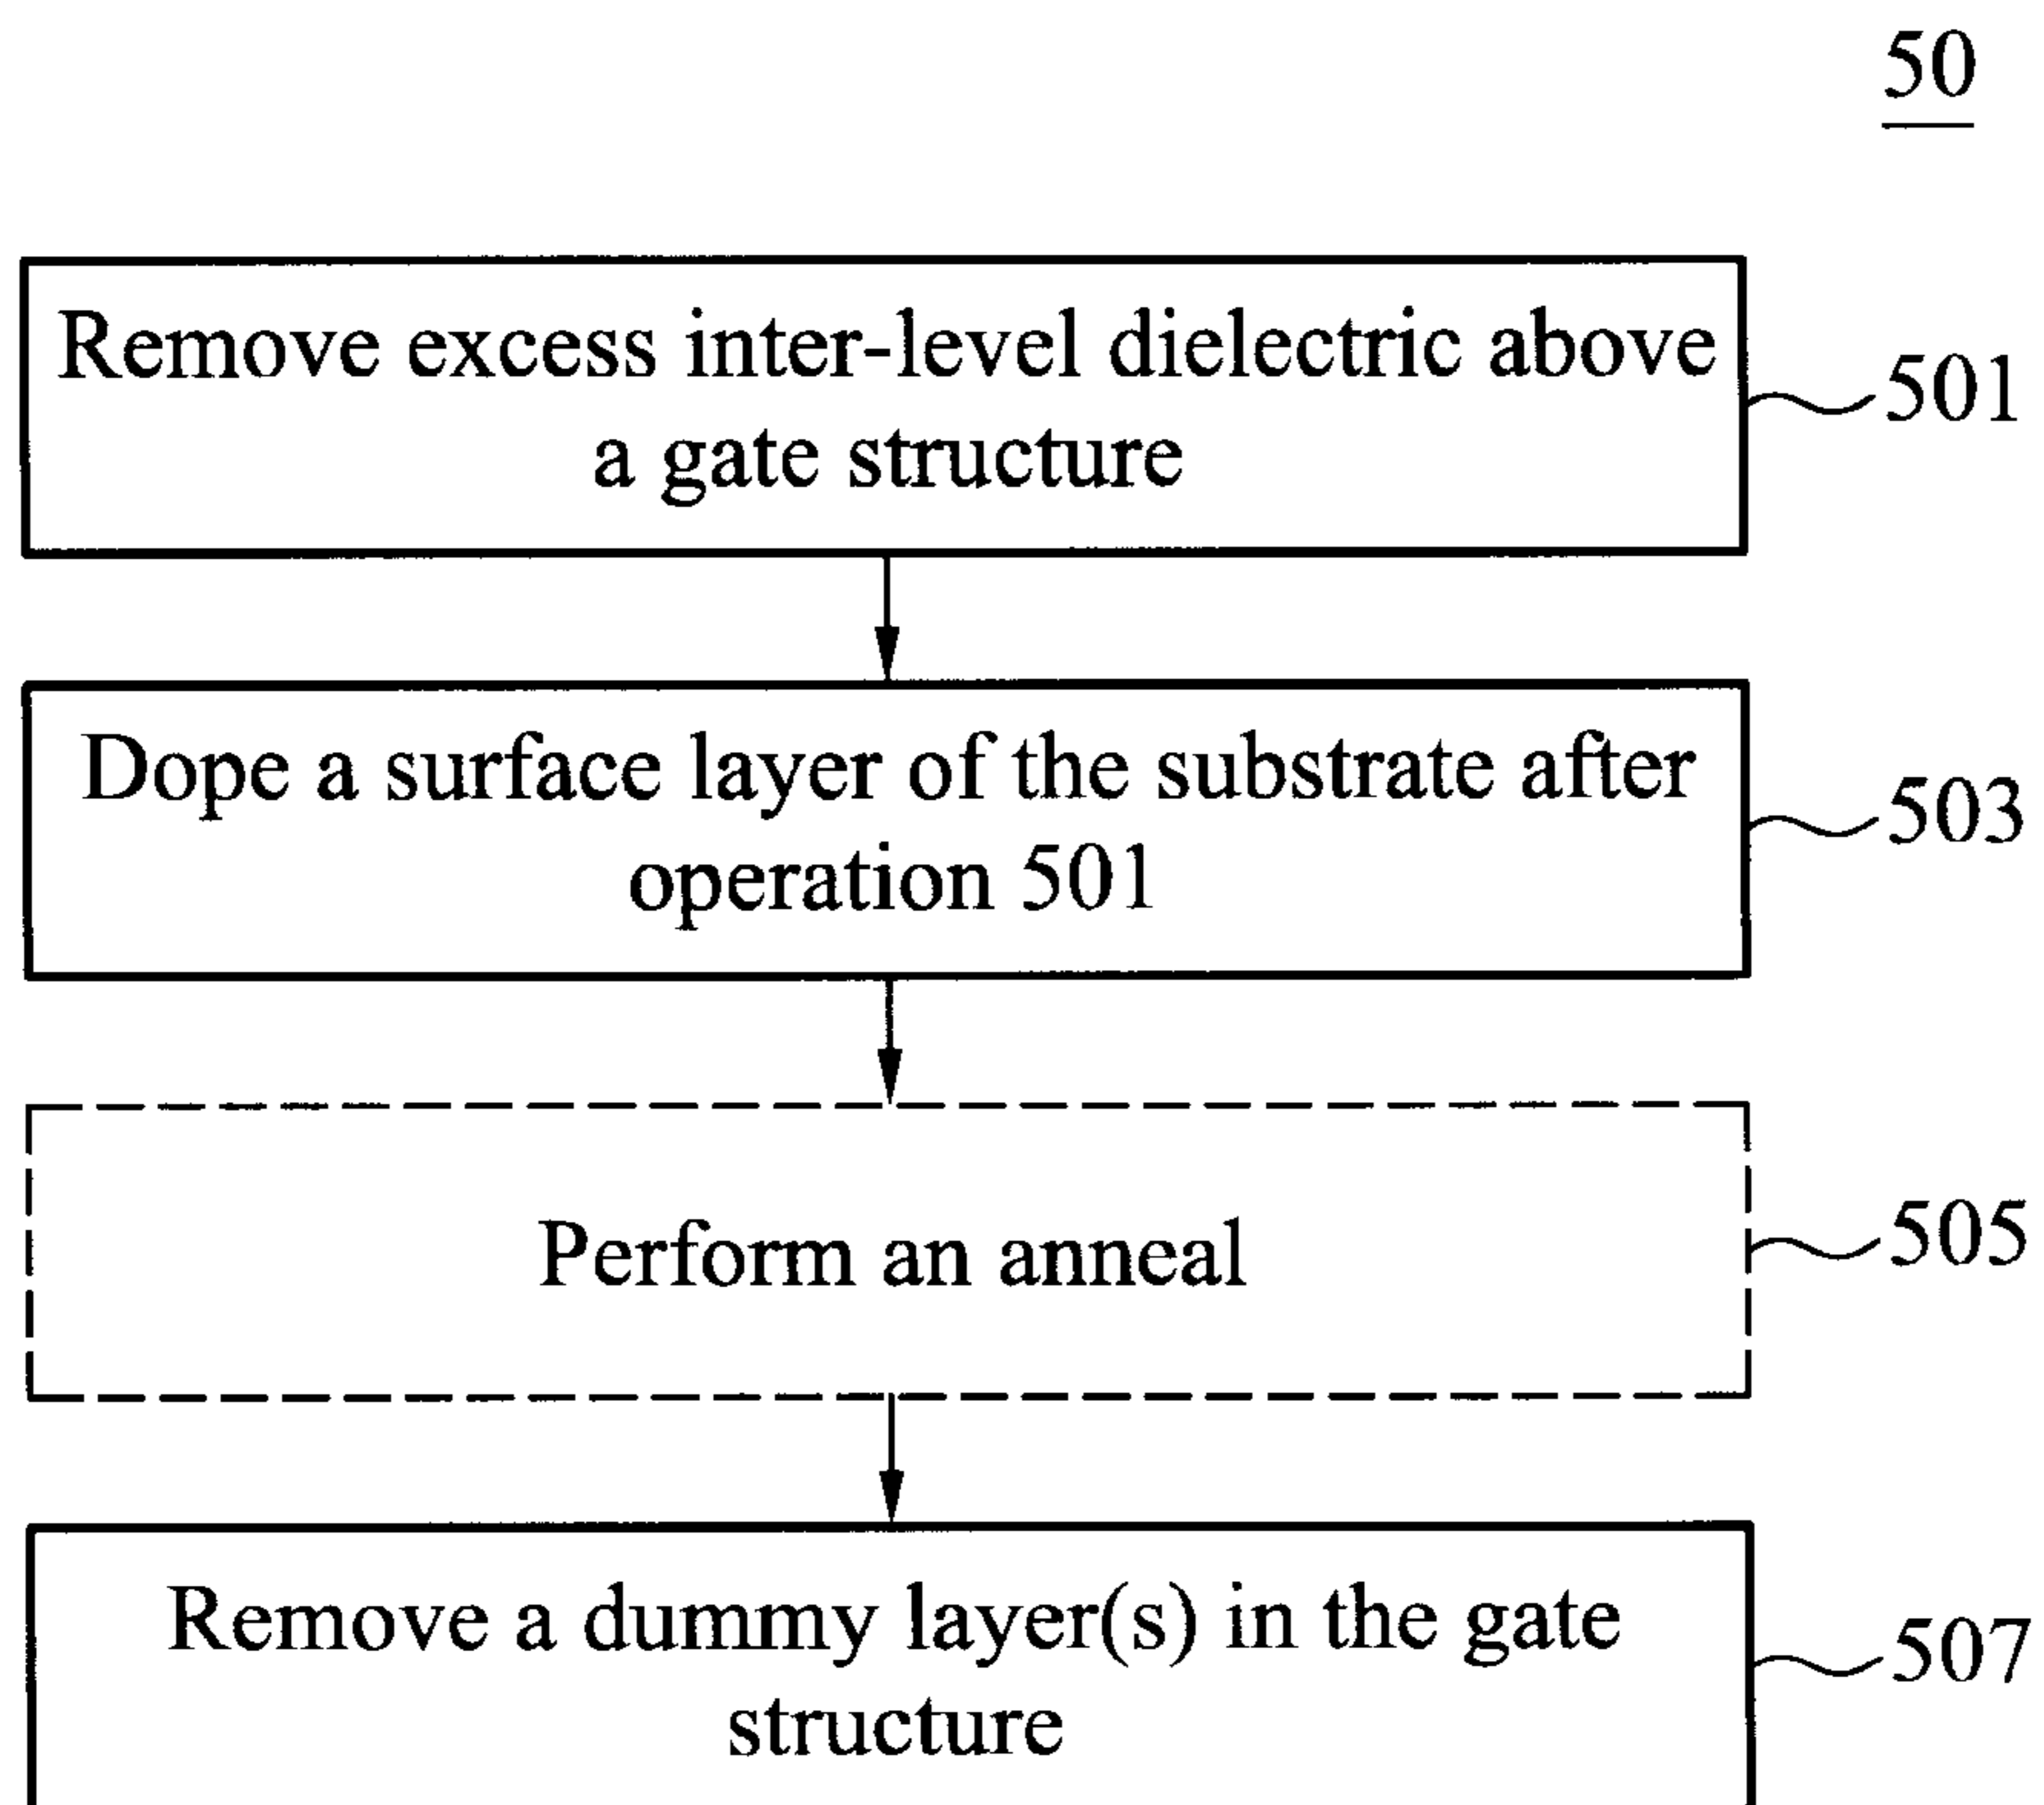 50
Remove excess inter-level dielectric above
a gate structure
501
Dope a surface layer of the substrate after
operation 501
503
Perform an anneal
505
Remove a dummy layer(s) in the gate
structure
507